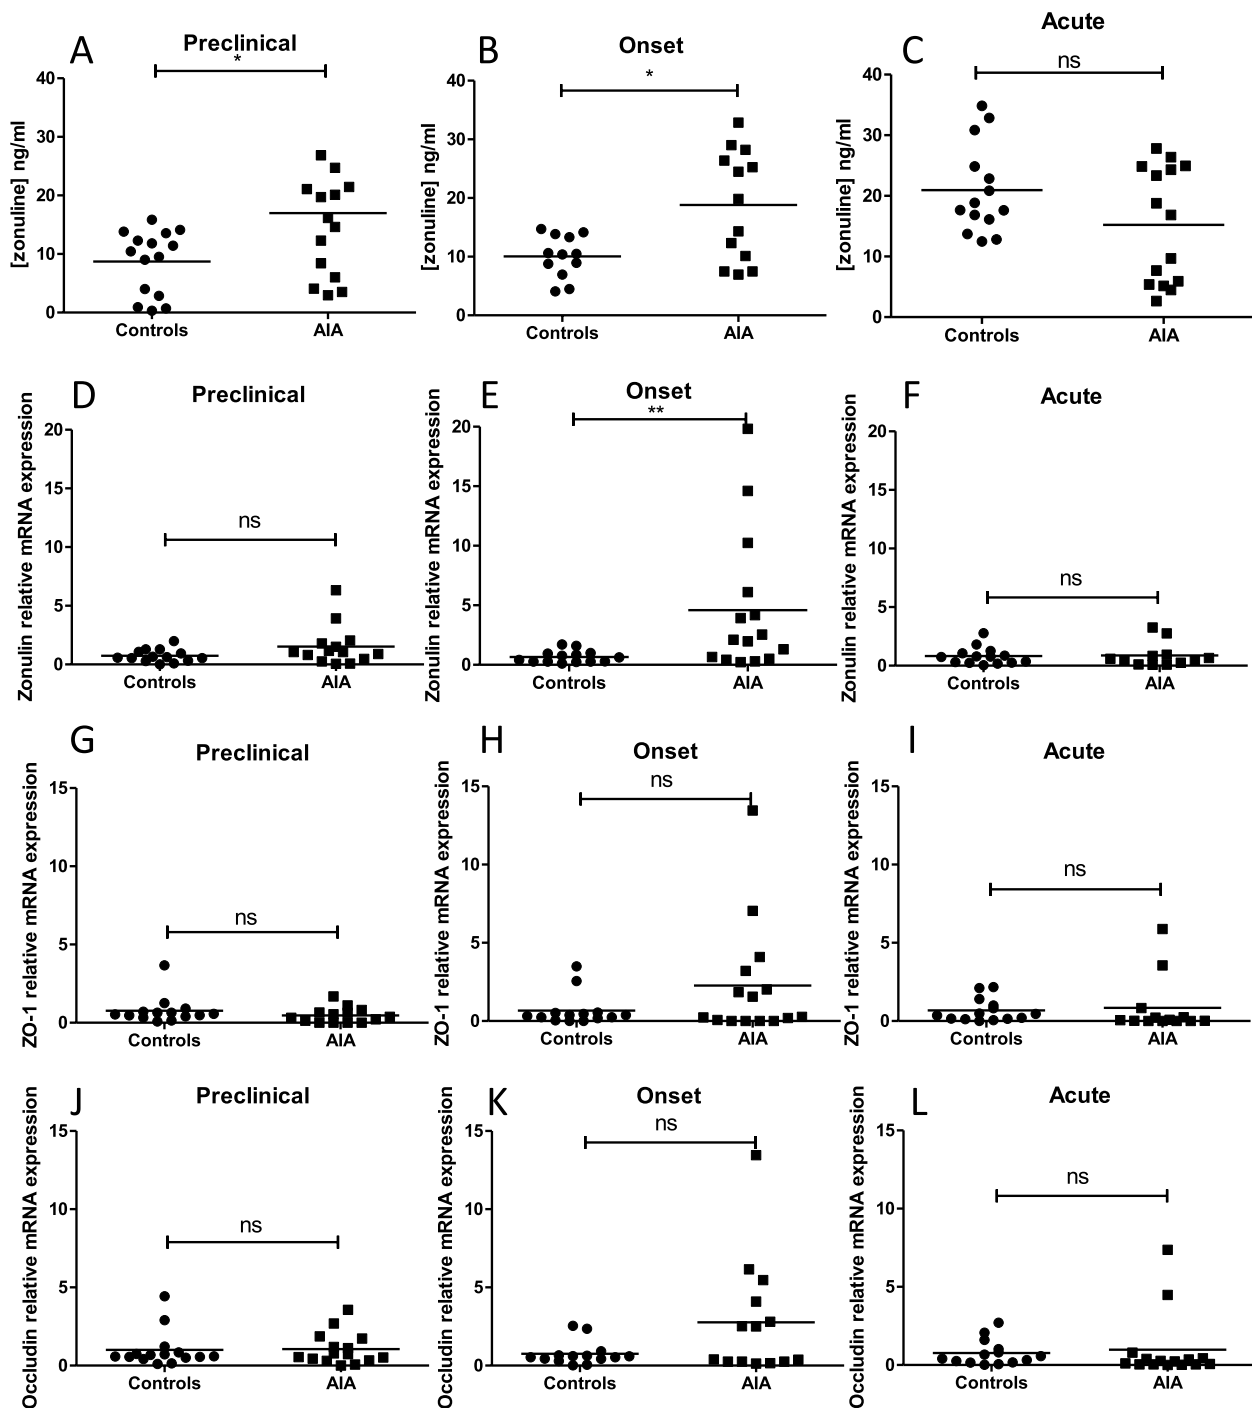 A
Preclinical
*
[zonuline] ng/ml
40
30
20
10
0
Controls
AIA
B
Onset
*
[zonuline] ng/ml
40
30
20
10
0
Controls
AIA
C
Acute
ns
[zonuline] ng/ml
40
30
20
10
0
Controls
AIA
D
Preclinical
ns
Zonulin relative mRNA expression
20
15
10
5
0
Controls
AIA
E
Onset
**
Zonulin relative mRNA expression
20
15
10
5
0
Controls
AIA
F
Acute
ns
Zonulin relative mRNA expression
20
15
10
5
0
Controls
AIA
G
Preclinical
ns
ZO-1 relative mRNA expression
15
10
5
0
Controls
AIA
H
Onset
ns
ZO-1 relative mRNA expression
15
10
5
0
Controls
AIA
I
Acute
ns
ZO-1 relative mRNA expression
15
10
5
0
Controls
AIA
J
Preclinical
ns
Occludin relative mRNA expression
15
10
5
0
Controls
AIA
K
Onset
ns
Occludin relative mRNA expression
15
10
5
0
Controls
AIA
L
Acute
ns
Occludin relative mRNA expression
15
10
5
0
Controls
AIA